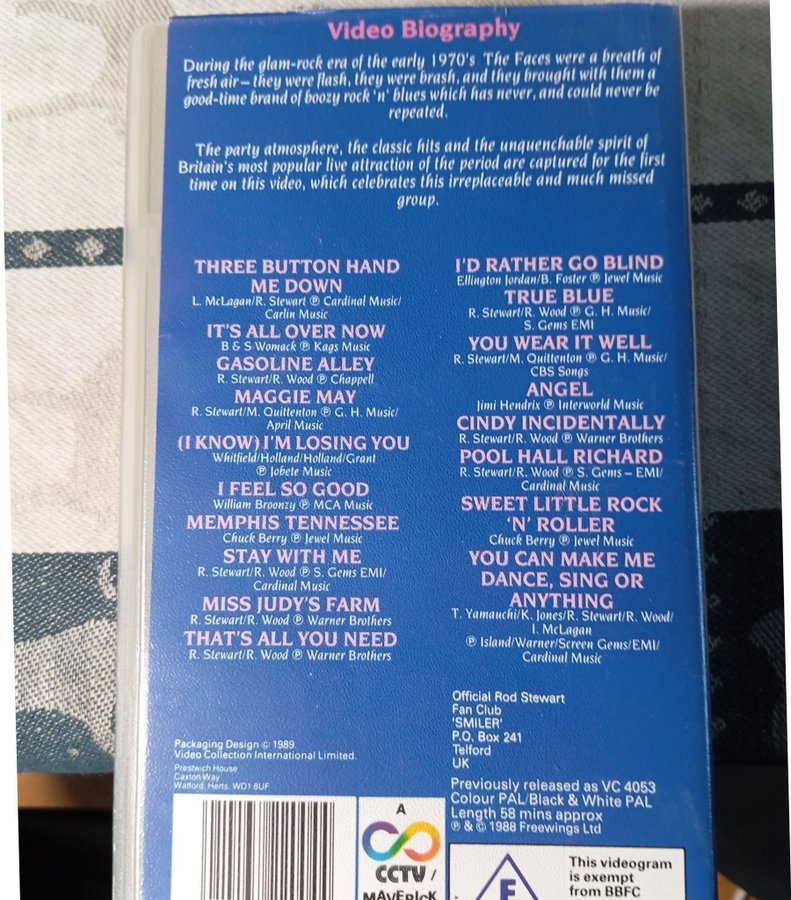 Video Biography
During the glam-rock era of the early 1970's The Faces were a breath of
fresh air – they were flash, they were brash, and they brought with them a
good-time brand of boozy rock 'n' blues which has never, and could never be
repeated.
The party atmosphere, the classic hits and the unquenchable spirit of
Britain's most popular live attraction of the period are captured for the first
time on this video, which celebrates this irreplaceable and much missed
group.
THREE BUTTON HAND
ME DOWN
L. McLagan/R. Stewart ℗ Cardinal Music/
Carlin Music
IT'S ALL OVER NOW
B & S Womack ℗ Kags Music
GASOLINE ALLEY
R. Stewart/R. Wood ℗ Chappell
MAGGIE MAY
R. Stewart/M. Quittenton ℗ G. H. Music/
April Music
(I KNOW) I'M LOSING YOU
Whitfield/Holland/Holland/Grant
℗ Jobete Music
I FEEL SO GOOD
William Broonzy ℗ MCA Music
MEMPHIS TENNESSEE
Chuck Berry ℗ Jewel Music
STAY WITH ME
R. Stewart/R. Wood ℗ S. Gems EMI/
Cardinal Music
MISS JUDY'S FARM
R. Stewart/R. Wood ℗ Warner Brothers
THAT'S ALL YOU NEED
R. Stewart/R. Wood ℗ Warner Brothers
I'D RATHER GO BLIND
Ellington Jordan/B. Foster ℗ Jewel Music
TRUE BLUE
R. Stewart/R. Wood ℗ G. H. Music/
S. Gems EMI
YOU WEAR IT WELL
R. Stewart/M. Quittenton ℗ G. H. Music/
CBS Songs
ANGEL
Jimi Hendrix ℗ Interworld Music
CINDY INCIDENTALLY
R. Stewart/R. Wood ℗ Warner Brothers
POOL HALL RICHARD
R. Stewart/R. Wood ℗ S. Gems – EMI/
Cardinal Music
SWEET LITTLE ROCK
'N' ROLLER
Chuck Berry ℗ Jewel Music
YOU CAN MAKE ME
DANCE, SING OR
ANYTHING
T. Yamauchi/K. Jones/R. Stewart/R. Wood/
I. McLagan
℗ Island/Warner/Screen Gems/EMI/
Cardinal Music
Official Rod Stewart
Fan Club
'SMILER'
P.O. Box 241
Telford
UK
Packaging Design © 1989.
Video Collection International Limited.
Prestwich House
Caxton Way
Watford, Herts. WD1 8UF
Previously released as VC 4053
Colour PAL/Black & White PAL
Length 58 mins approx
℗ & © 1988 Freewings Ltd
A
CCTV /
MAVERICK
E
This videogram
is exempt
from BBFC